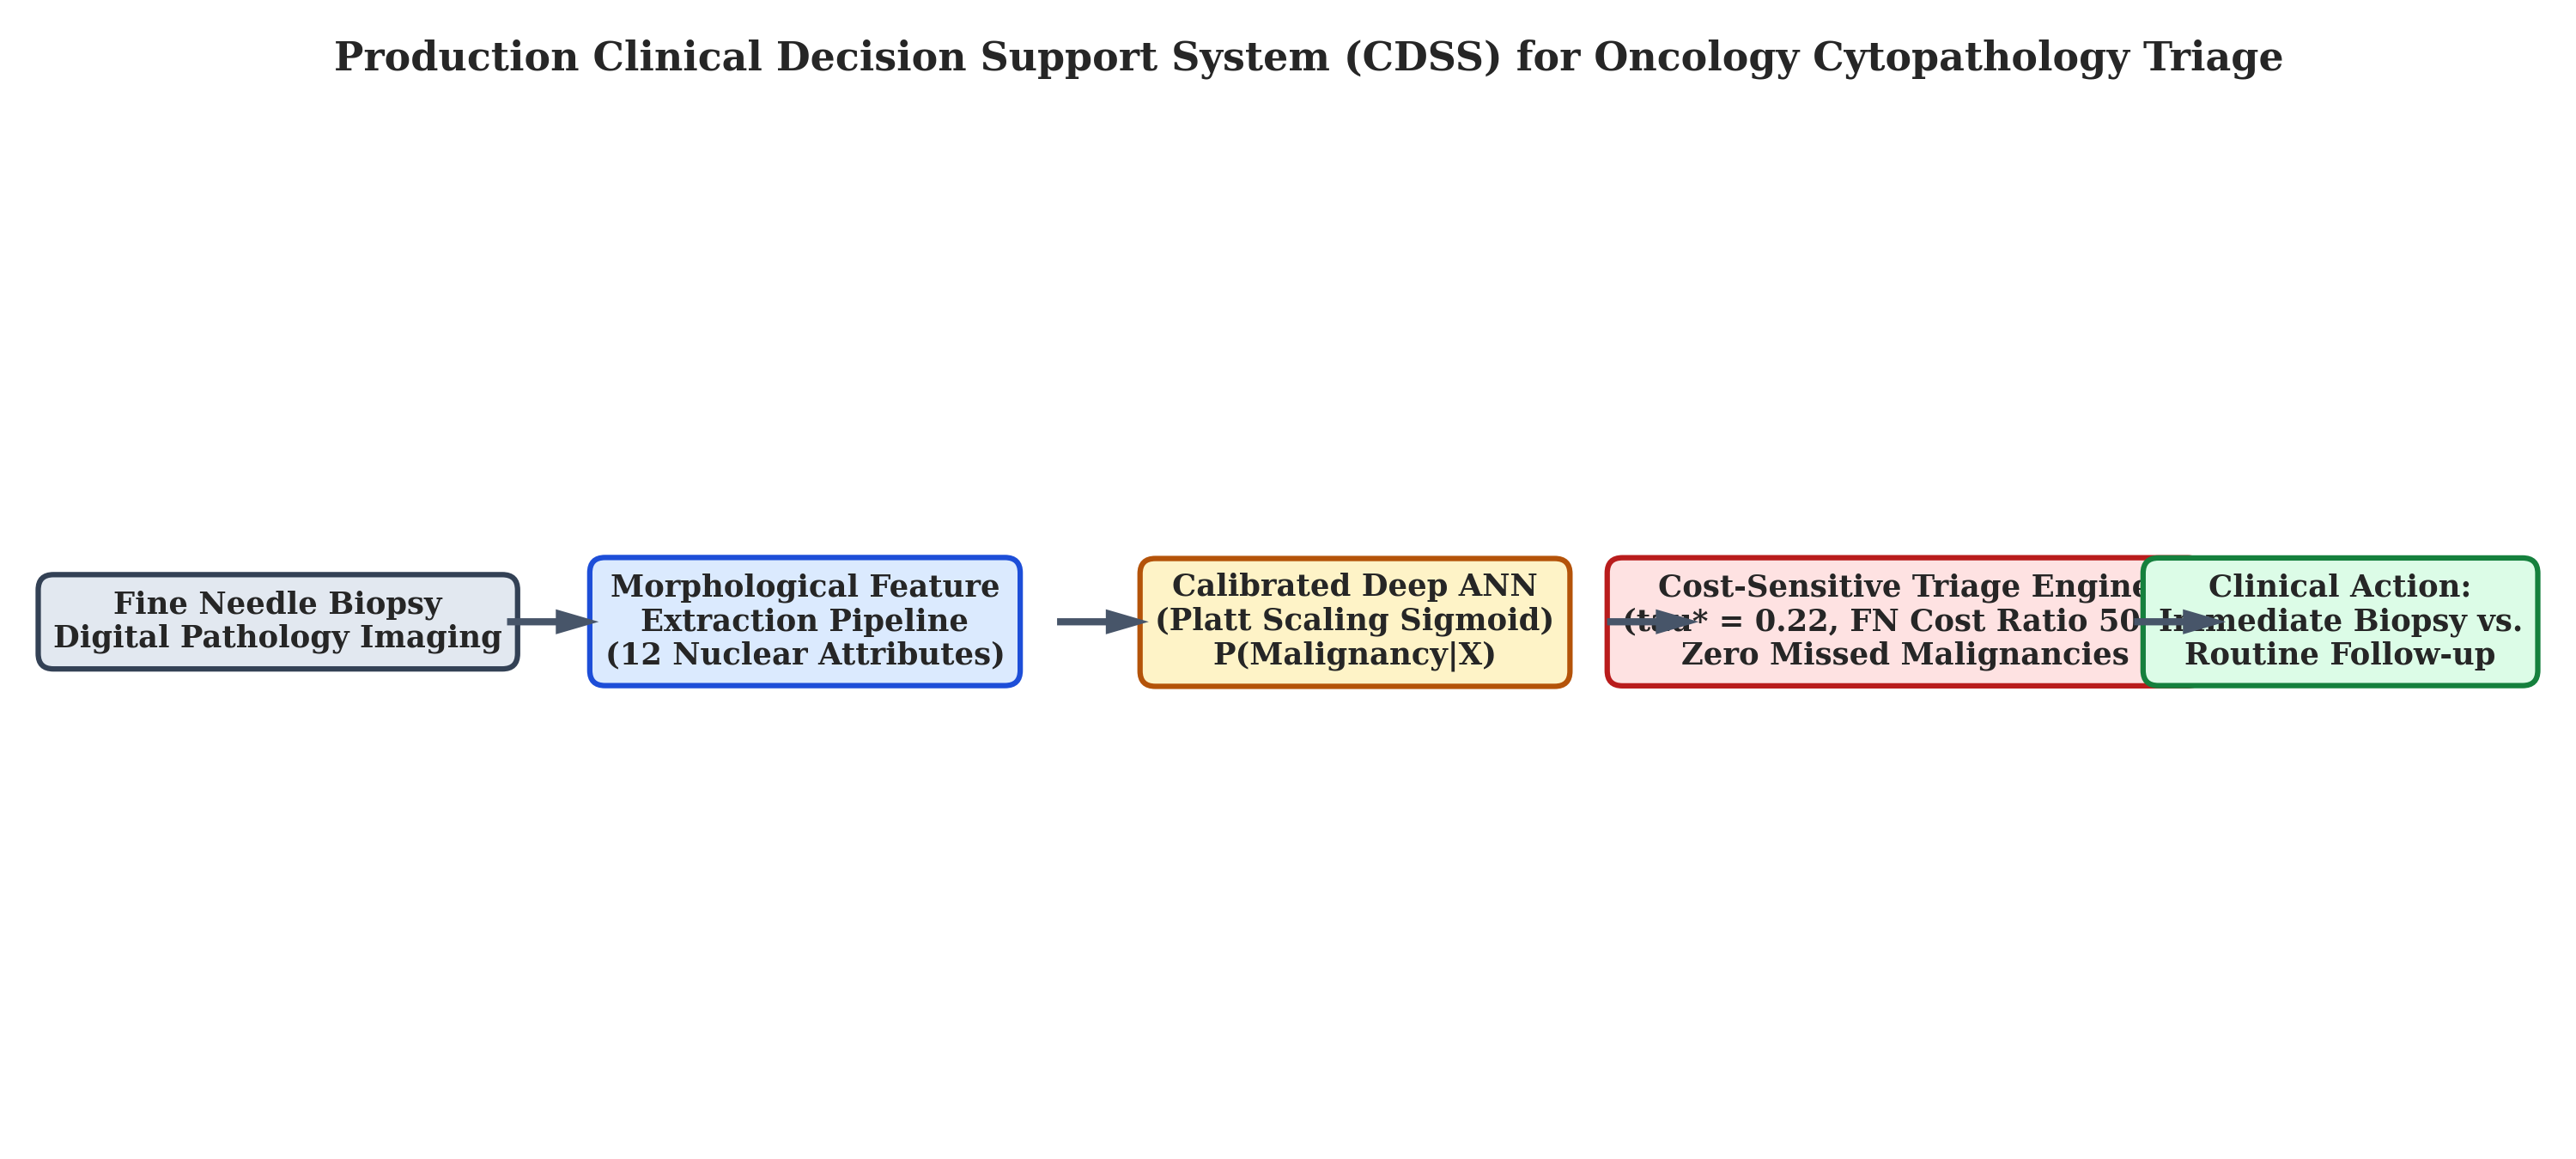 Production Clinical Decision Support System (CDSS) for Oncology Cytopathology Triage
Fine Needle Biopsy
Digital Pathology Imaging
Morphological Feature
Extraction Pipeline
(12 Nuclear Attributes)
Calibrated Deep ANN
(Platt Scaling Sigmoid)
P(Malignancy|X)
Cost-Sensitive Triage Engine
(tau* = 0.22, FN Cost Ratio 50
Zero Missed Malignancies
Clinical Action:
Immediate Biopsy vs.
Routine Follow-up